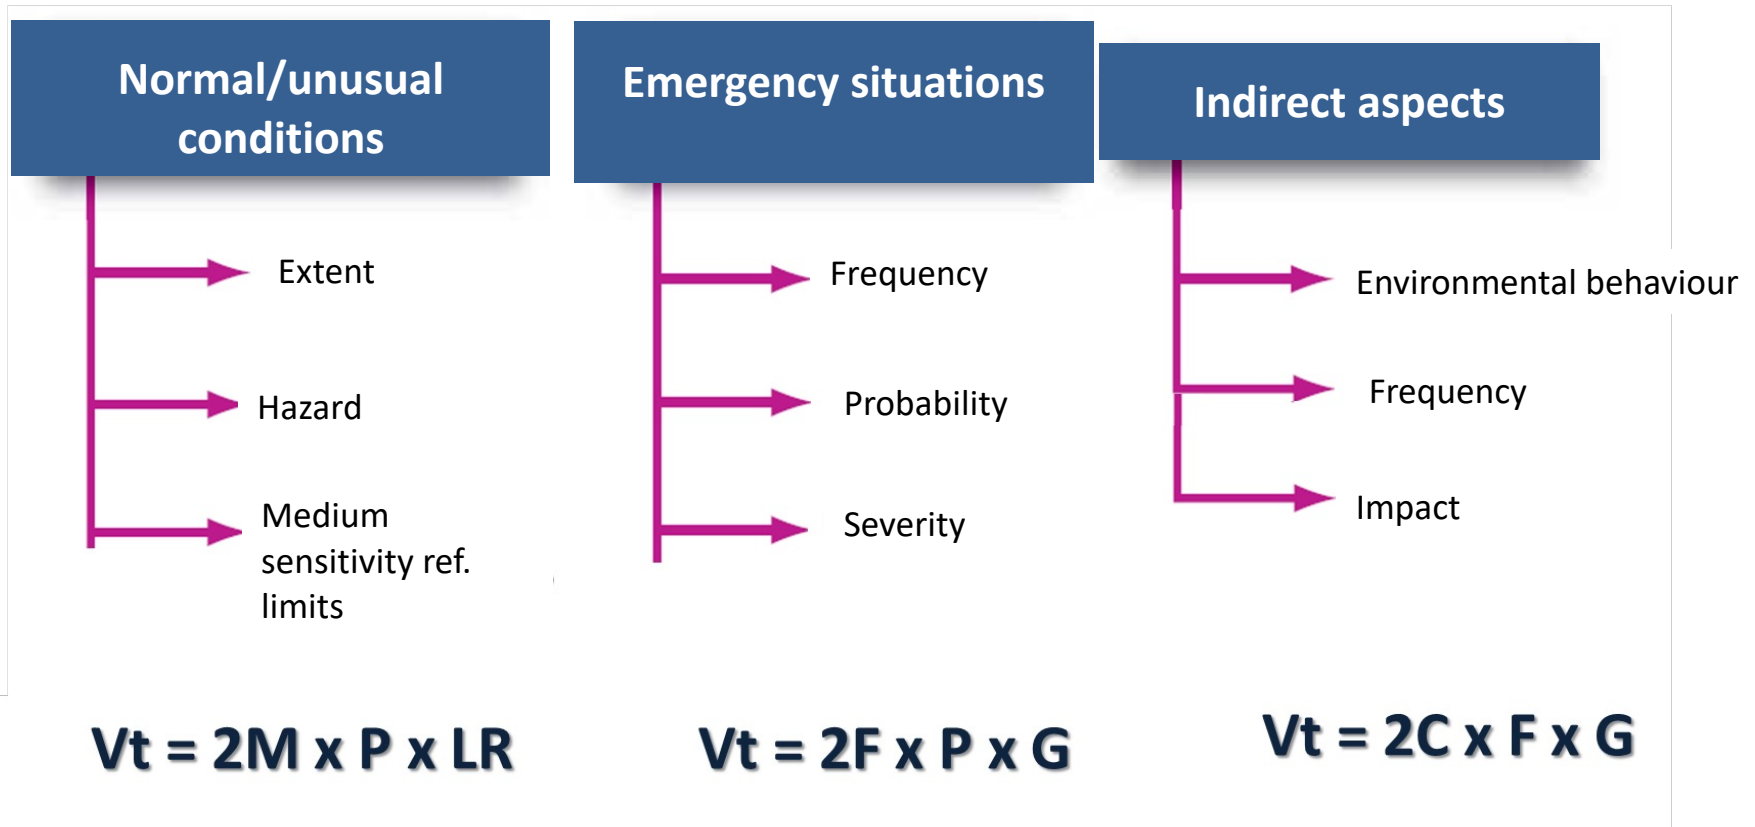 Normal/unusual
conditions
Extent
Hazard
Medium
sensitivity ref.
limits
Vt = 2M x P x LR
Emergency situations
Frequency
Probability
Severity
Vt = 2F x P x G
Indirect aspects
Environmental behaviour
Frequency
Impact
Vt = 2C x F x G